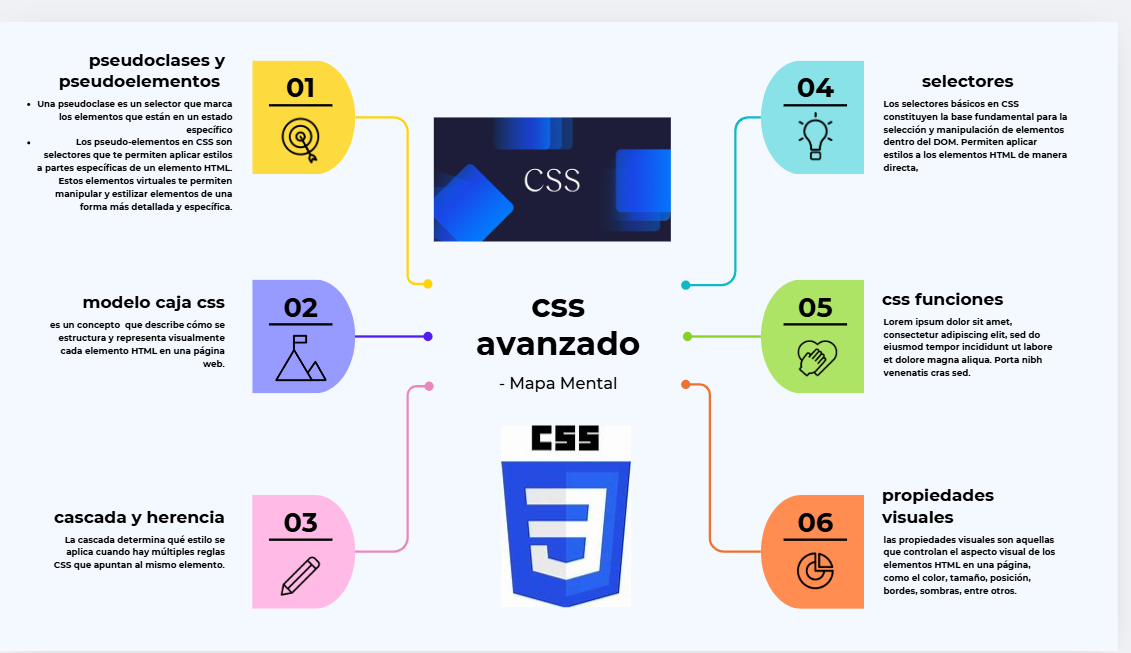 pseudoclases y
pseudoelementos
• Una pseudoclase es un selector que marca
los elementos que están en un estado
específico
• Los pseudo-elementos en CSS son
selectores que te permiten aplicar estilos
a partes específicas de un elemento HTML.
Estos elementos virtuales te permiten
manipular y estilizar elementos de una
forma más detallada y específica.
01
modelo caja css
es un concepto  que describe cómo se
estructura y representa visualmente
cada elemento HTML en una página
web.
02
cascada y herencia
La cascada determina qué estilo se
aplica cuando hay múltiples reglas
CSS que apuntan al mismo elemento.
03
CSS
css
avanzado
- Mapa Mental
CSS
04
selectores
Los selectores básicos en CSS
constituyen la base fundamental para la
selección y manipulación de elementos
dentro del DOM. Permiten aplicar
estilos a los elementos HTML de manera
directa,
05
css funciones
Lorem ipsum dolor sit amet,
consectetur adipiscing elit, sed do
eiusmod tempor incididunt ut labore
et dolore magna aliqua. Porta nibh
venenatis cras sed.
06
propiedades
visuales
las propiedades visuales son aquellas
que controlan el aspecto visual de los
elementos HTML en una página,
como el color, tamaño, posición,
bordes, sombras, entre otros.